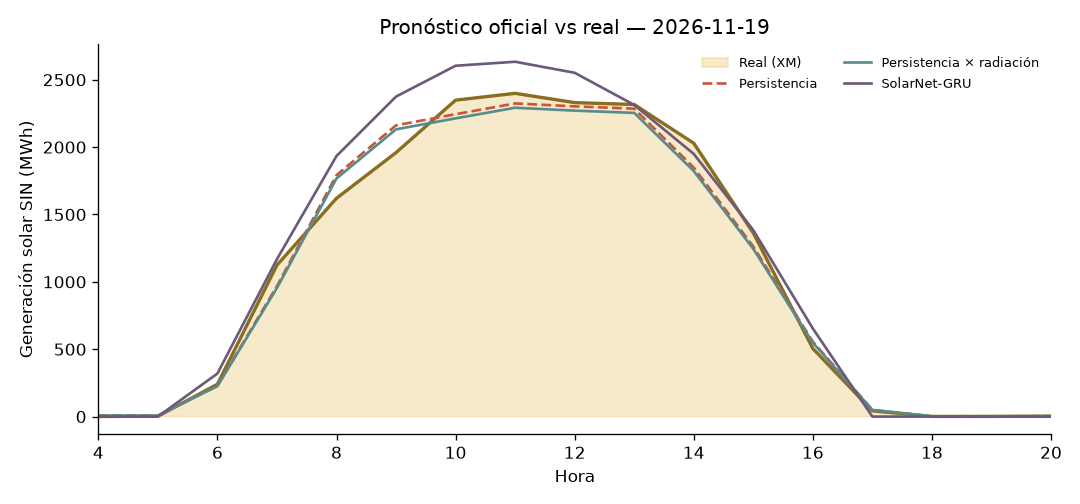 Pronóstico oficial vs real — 2026-11-19
Real (XM)
Persistencia
Persistencia × radiación
SolarNet-GRU
Generación solar SIN (MWh)
2500
2000
1500
1000
500
0
4 6 8 10 12 14 16 18 20
Hora